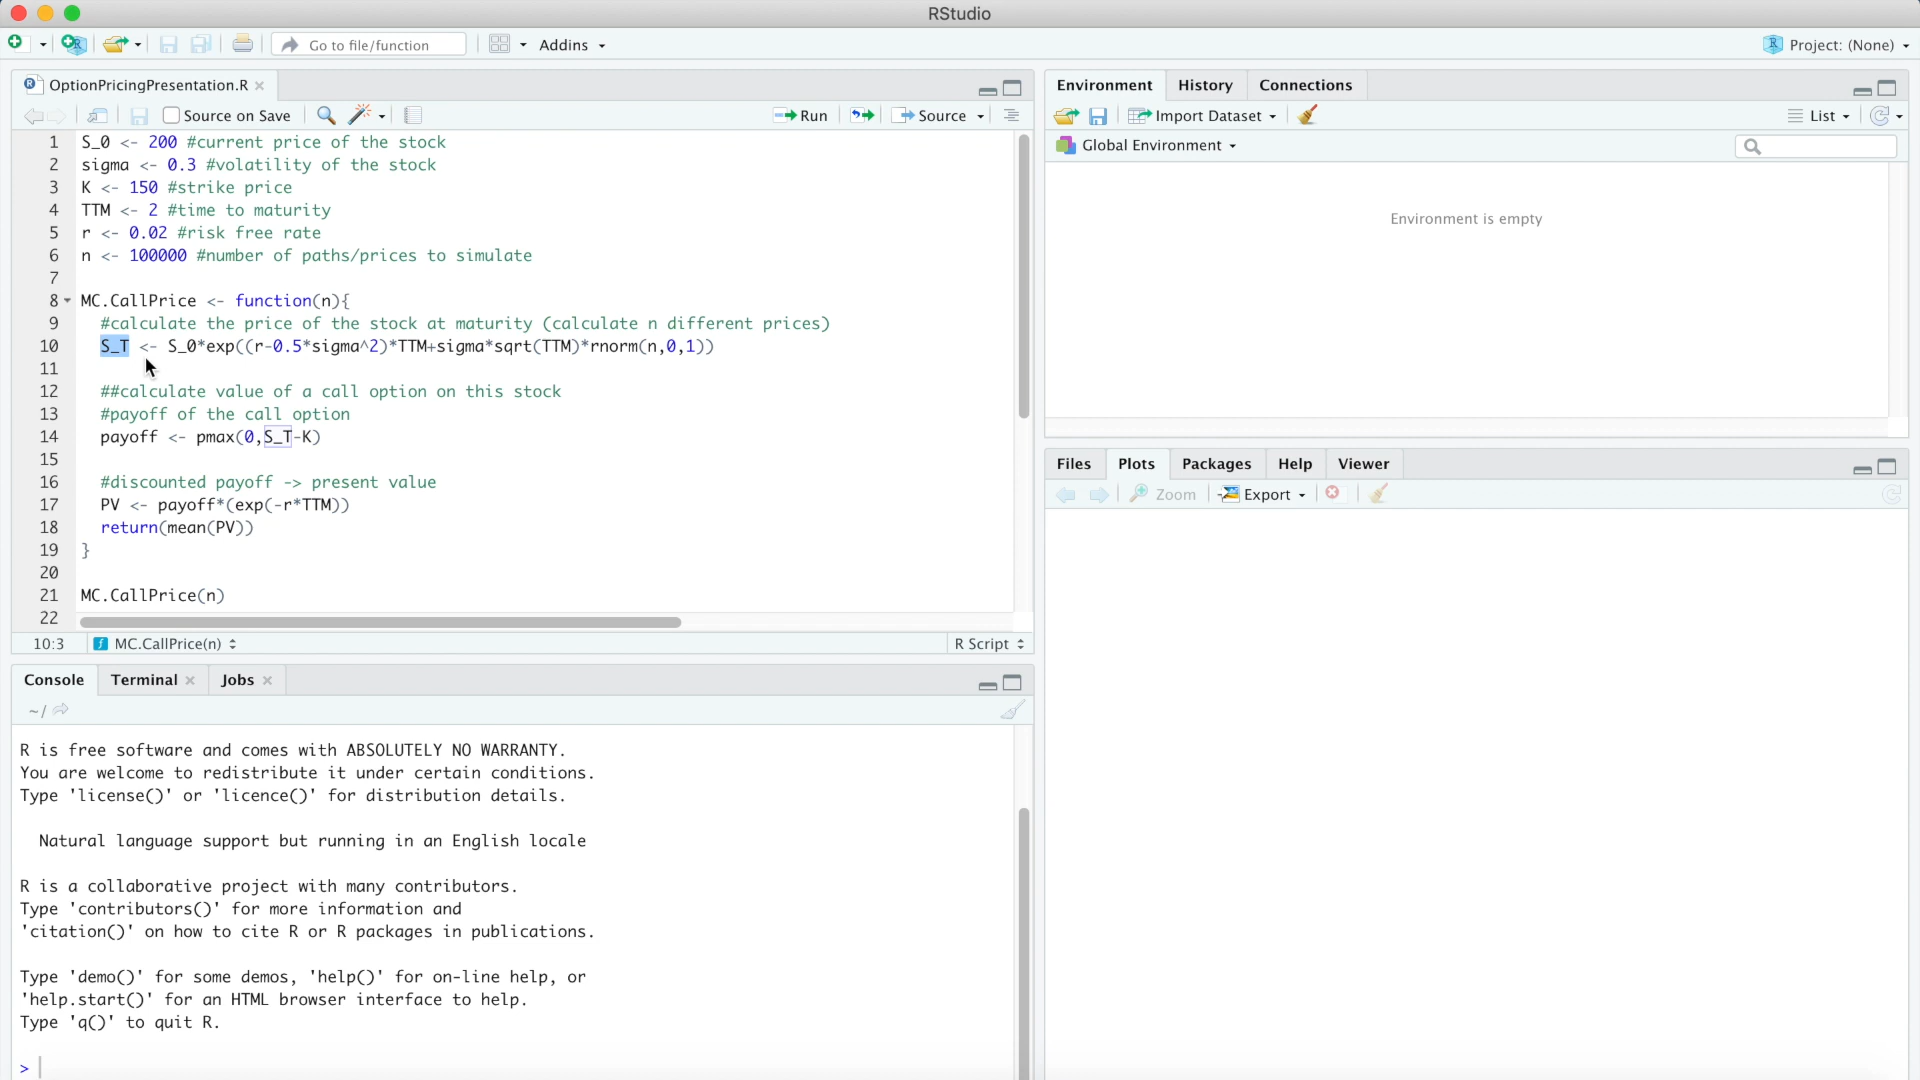 RStudio
Go to file/function
Addins
Project: (None)
OptionPricingPresentation.R
Source on Save
Run
Source
1 S_0 <- 200 #current price of the stock
2 sigma <- 0.3 #volatility of the stock
3 K <- 150 #strike price
4 TTM <- 2 #time to maturity
5 r <- 0.02 #risk free rate
6 n <- 100000 #number of paths/prices to simulate
7
8 MC.CallPrice <- function(n){
9 #calculate the price of the stock at maturity (calculate n different prices)
10 S_T <- S_0*exp((r-0.5*sigma^2)*TTM+sigma*sqrt(TTM)*rnorm(n,0,1))
11
12 ##calculate value of a call option on this stock
13 #payoff of the call option
14 payoff <- pmax(0,S_T-K)
15
16 #discounted payoff -> present value
17 PV <- payoff*(exp(-r*TTM))
18 return(mean(PV))
19 }
20
21 MC.CallPrice(n)
22
10:3 MC.CallPrice(n) R Script
Console Terminal Jobs
~/
R is free software and comes with ABSOLUTELY NO WARRANTY.
You are welcome to redistribute it under certain conditions.
Type 'license()' or 'licence()' for distribution details.
Natural language support but running in an English locale
R is a collaborative project with many contributors.
Type 'contributors()' for more information and
'citation()' on how to cite R or R packages in publications.
Type 'demo()' for some demos, 'help()' for on-line help, or
'help.start()' for an HTML browser interface to help.
Type 'q()' to quit R.
>
Environment History Connections
Import Dataset
List
Global Environment
Environment is empty
Files Plots Packages Help Viewer
Zoom Export